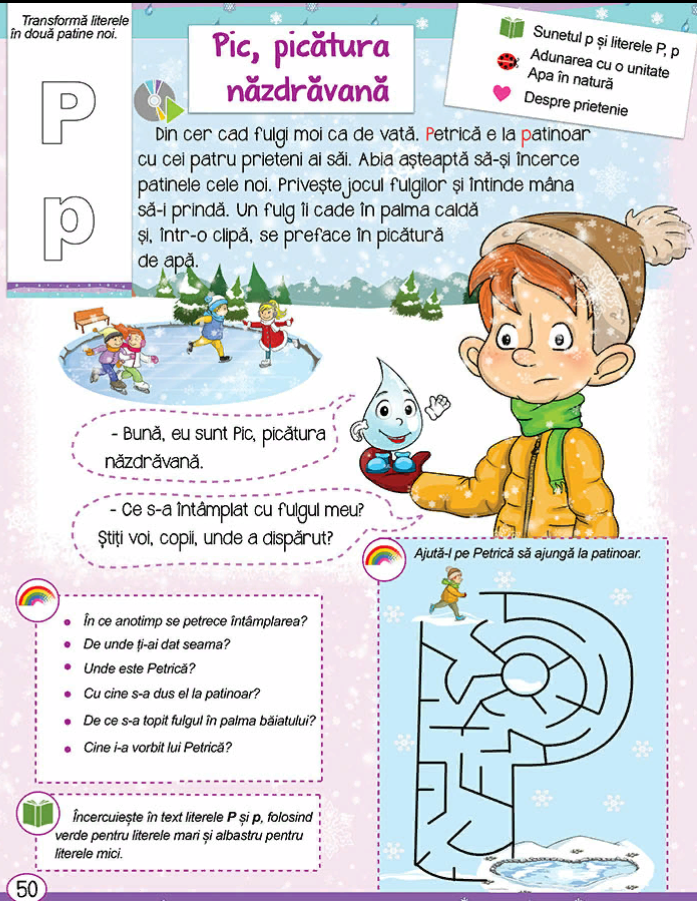 Transformă literele
în două patine noi.
P
p
Pic, picătura
năzdrăvană
Sunetul p și literele P, p
Adunarea cu o unitate
Apa în natură
Despre prietenie
Din cer cad fulgi moi ca de vată. Petrică e la patinoar
cu cei patru prieteni ai săi. Abia așteaptă să-și încerce
patinele cele noi. Privește jocul fulgilor și întinde mâna
să-i prindă. Un fulg îi cade în palma caldă
și, într-o clipă, se preface în picătură
de apă.
- Bună, eu sunt Pic, picătura
năzdrăvană.
- Ce s-a întâmplat cu fulgul meu?
Știți voi, copii, unde a dispărut?
Ajută-l pe Petrică să ajungă la patinoar.
• În ce anotimp se petrece întâmplarea?
• De unde ți-ai dat seama?
• Unde este Petrică?
• Cu cine s-a dus el la patinoar?
• De ce s-a topit fulgul în palma băiatului?
• Cine i-a vorbit lui Petrică?
Încercuiește în text literele P și p, folosind
verde pentru literele mari și albastru pentru
literele mici.
50